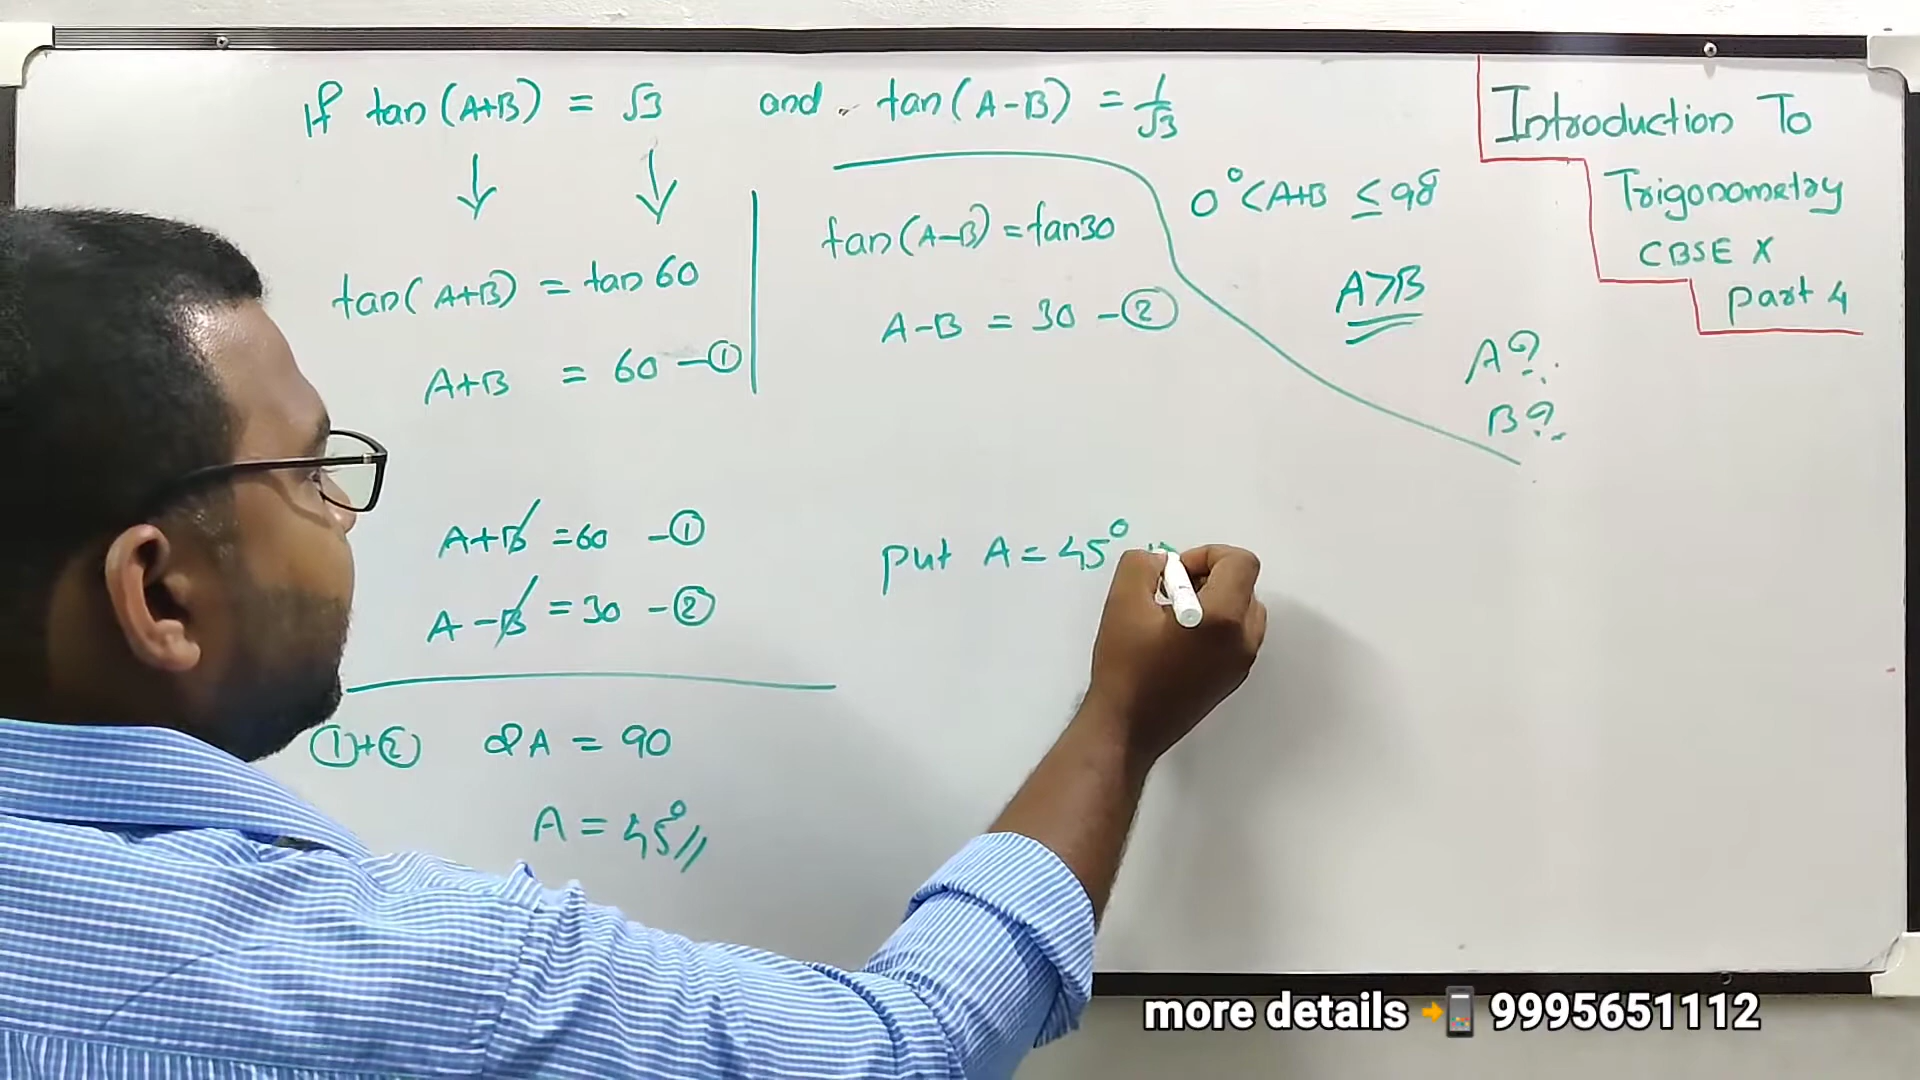 If tan(A+B) = √3 and tan(A-B) = 1/√3
0°<A+B ≤ 90
A>B
A?
B?
tan(A+B) = tan 60
A+B = 60 -①
tan(A-B) = tan30
A-B = 30 -②
A+B = 60 -①
A-B = 30 -②
①+② 2A = 90
A = 45°//
put A = 45°
Introduction To
Trigonometry
CBSE X
Part 4
more details 9995651112